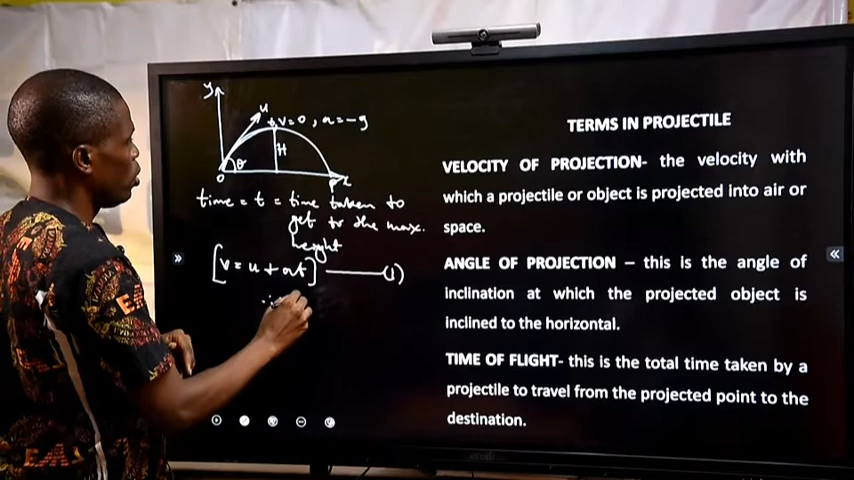 y
u
v=0, a=-g
H
θ
O
P x
time = t = time taken to
get to the max.
height
[v = u + at] ——— (1)
TERMS IN PROJECTILE
VELOCITY OF PROJECTION- the velocity with
which a projectile or object is projected into air or
space.
ANGLE OF PROJECTION – this is the angle of
inclination at which the projected object is
inclined to the horizontal.
TIME OF FLIGHT- this is the total time taken by a
projectile to travel from the projected point to the
destination.